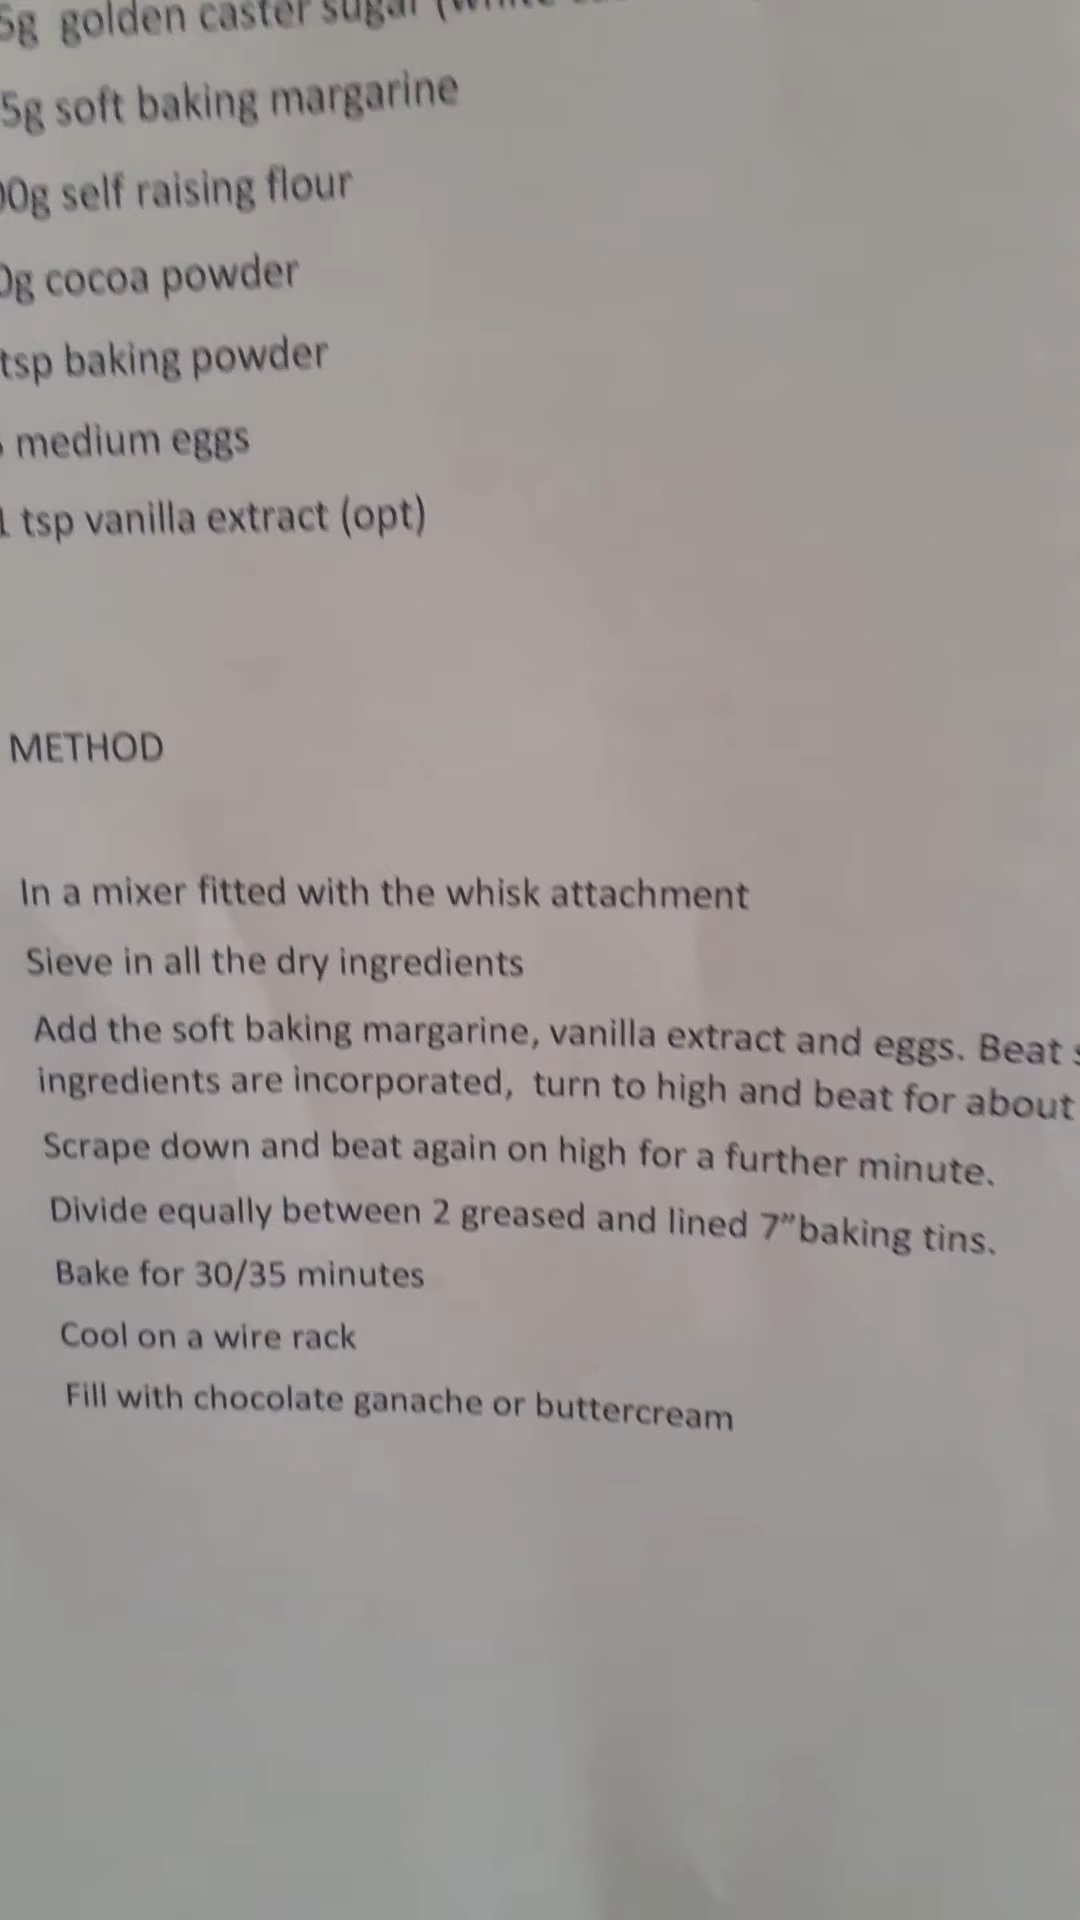 5g golden caster sugar
5g soft baking margarine
00g self raising flour
0g cocoa powder
tsp baking powder
medium eggs
1 tsp vanilla extract (opt)
METHOD
In a mixer fitted with the whisk attachment
Sieve in all the dry ingredients
Add the soft baking margarine, vanilla extract and eggs. Beat
ingredients are incorporated, turn to high and beat for about
Scrape down and beat again on high for a further minute.
Divide equally between 2 greased and lined 7”baking tins.
Bake for 30/35 minutes
Cool on a wire rack
Fill with chocolate ganache or buttercream